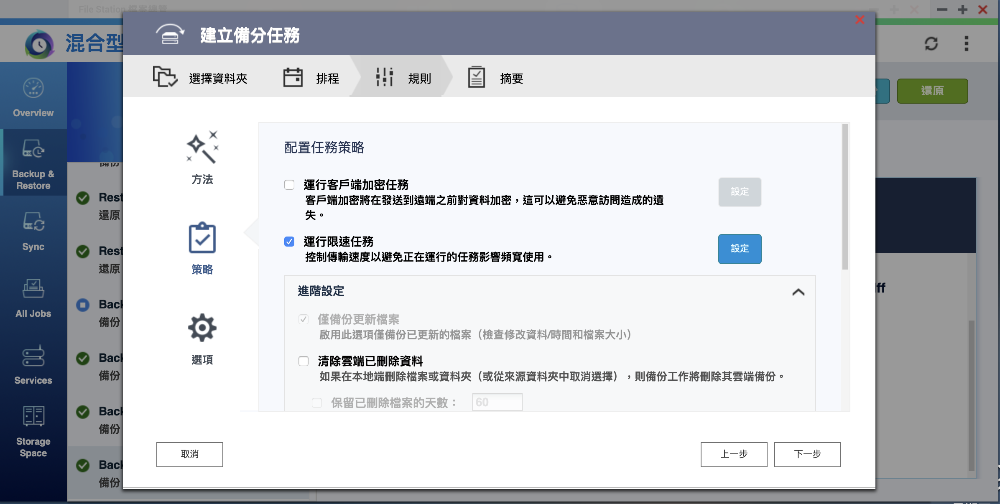 File Station 檔案總管
混合型
建立備分任務
選擇資料夾
排程
規則
摘要
還原
Overview
Backup &
Restore
Sync
All Jobs
Services
Storage
Space
備份
Rest
還原
Rest
還原
Back
備份
Back
備份
Back
備份
Back
備份
方法
策略
選項
配置任務策略
運行客戶端加密任務
設定
客戶端加密將在發送到遠端之前對資料加密，這可以避免惡意訪問造成的遺
失。
運行限速任務
設定
控制傳輸速度以避免正在運行的任務影響頻寬使用。
進階設定
僅備份更新檔案
啟用此選項僅備份已更新的檔案（檢查修改資料/時間和檔案大小）
清除雲端已刪除資料
如果在本地端刪除檔案或資料夾（或從來源資料夾中取消選擇），則備份工作將刪除其雲端備份。
保留已刪除檔案的天數：
60
取消
上一步
下一步